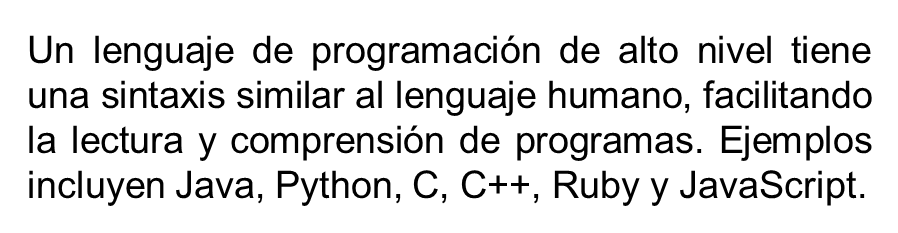 Un lenguaje de programación de alto nivel tiene
una sintaxis similar al lenguaje humano, facilitando
la lectura y comprensión de programas. Ejemplos
incluyen Java, Python, C, C++, Ruby y JavaScript.